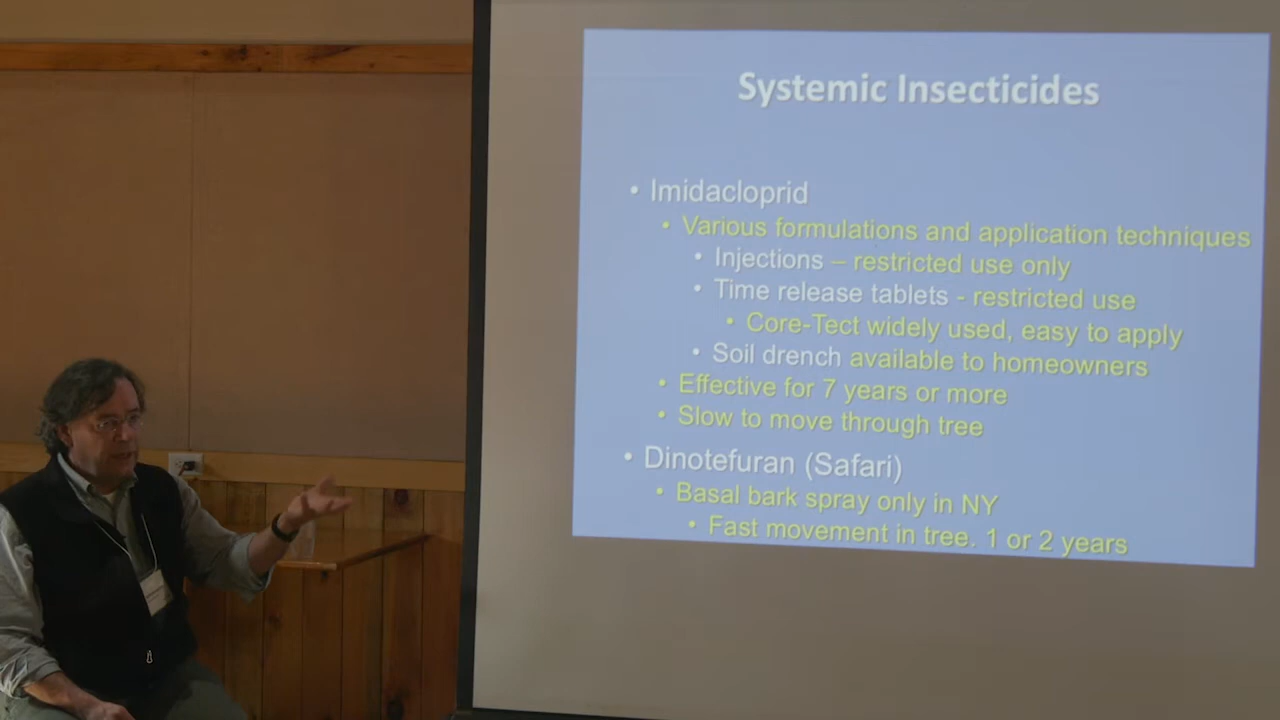 Systemic Insecticides
• Imidacloprid
• Various formulations and application techniques
• Injections – restricted use only
• Time release tablets - restricted use
• Core-Tect widely used, easy to apply
• Soil drench available to homeowners
• Effective for 7 years or more
• Slow to move through tree
• Dinotefuran (Safari)
• Basal bark spray only in NY
• Fast movement in tree. 1 or 2 years